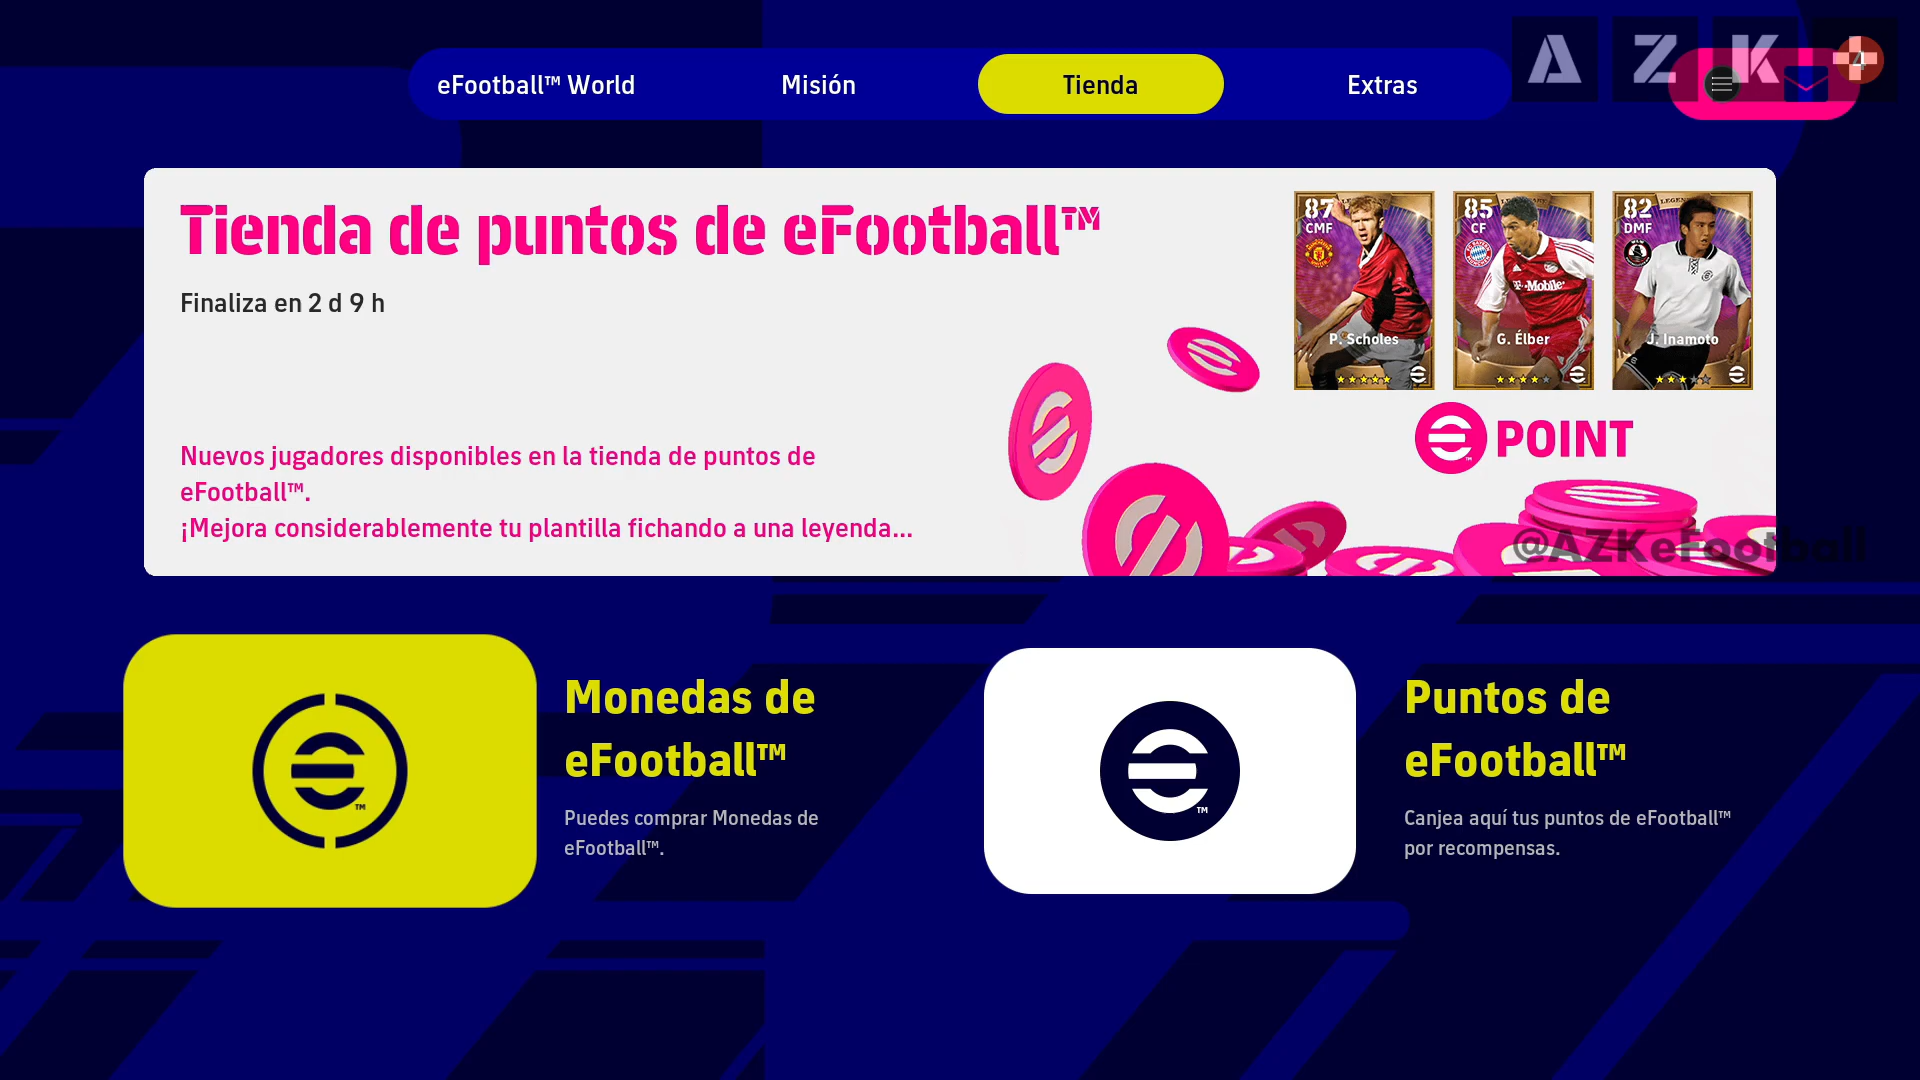 eFootball™ World
Misión
Tienda
Extras
AZK+
4
Tienda de puntos de eFootball™
Finaliza en 2 d 9 h
Nuevos jugadores disponibles en la tienda de puntos de
eFootball™.
¡Mejora considerablemente tu plantilla fichando a una leyenda...
87
CMF
P. Scholes
85
CF
T-Mobile
G. Élber
82
DMF
J. Inamoto
POINT
@AZKeFootball
Monedas de
eFootball™
Puedes comprar Monedas de
eFootball™.
Puntos de
eFootball™
Canjea aquí tus puntos de eFootball™
por recompensas.